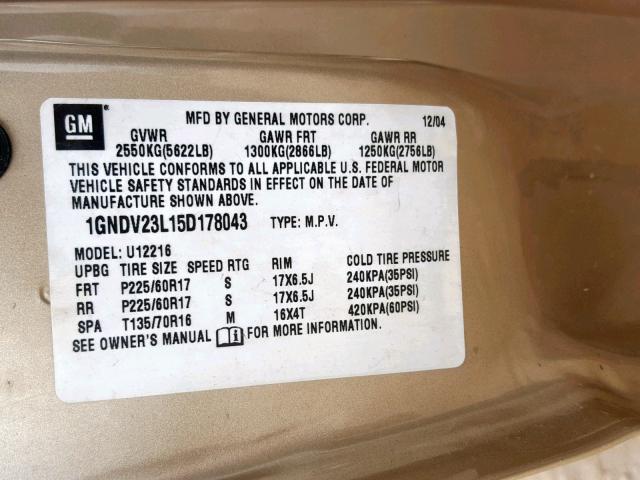 GM
MFD BY GENERAL MOTORS CORP. 12/04
GVWR GAWR FRT GAWR RR
2550KG(5622LB) 1300KG(2866LB) 1250KG(2756LB)
THIS VEHICLE CONFORMS TO ALL APPLICABLE U.S. FEDERAL MOTOR
VEHICLE SAFETY STANDARDS IN EFFECT ON THE DATE OF
MANUFACTURE SHOWN ABOVE.
1GNDV23L15D178043 TYPE: M.P.V.
MODEL: U12216
UPBG TIRE SIZE SPEED RTG RIM COLD TIRE PRESSURE
FRT P225/60R17 S 17X6.5J 240KPA(35PSI)
RR P225/60R17 S 17X6.5J 240KPA(35PSI)
SPA T135/70R16 M 16X4T 420KPA(60PSI)
SEE OWNER'S MANUAL FOR MORE INFORMATION.